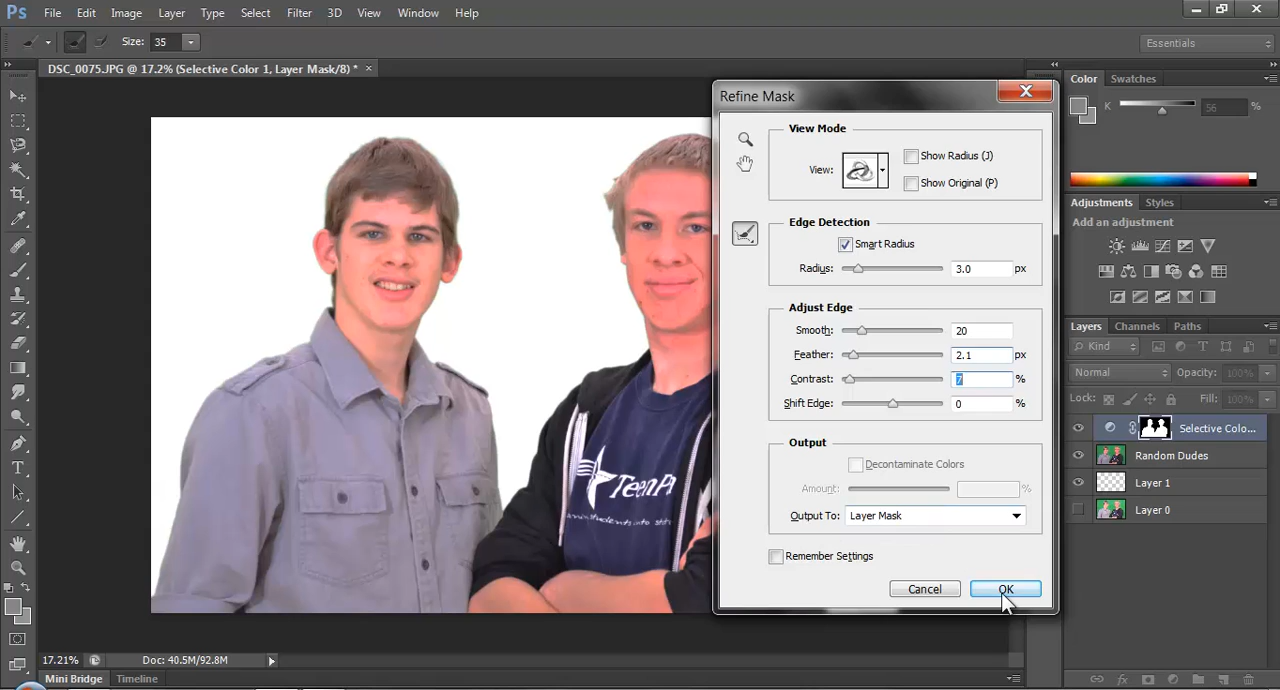 Ps File Edit Image Layer Type Select Filter 3D View Window Help
Size: 35 Essentials
DSC_0075.JPG @ 17.2% (Selective Color 1, Layer Mask/8) *
Refine Mask
View Mode
View: Show Radius (J)
Show Original (P)
Edge Detection
Smart Radius
Radius: 3.0 px
Adjust Edge
Smooth: 20
Feather: 2.1 px
Contrast: 7 %
Shift Edge: 0 %
Output
Decontaminate Colors
Amount: %
Output To: Layer Mask
Remember Settings
Cancel OK
Color Swatches
K 56 %
Adjustments Styles
Add an adjustment
Layers Channels Paths
Kind
Normal Opacity: 100%
Lock: Fill: 100%
Selective Colo...
Random Dudes
Layer 1
Layer 0
TeenPa
17.21% Doc: 40.5M/92.8M
Mini Bridge Timeline